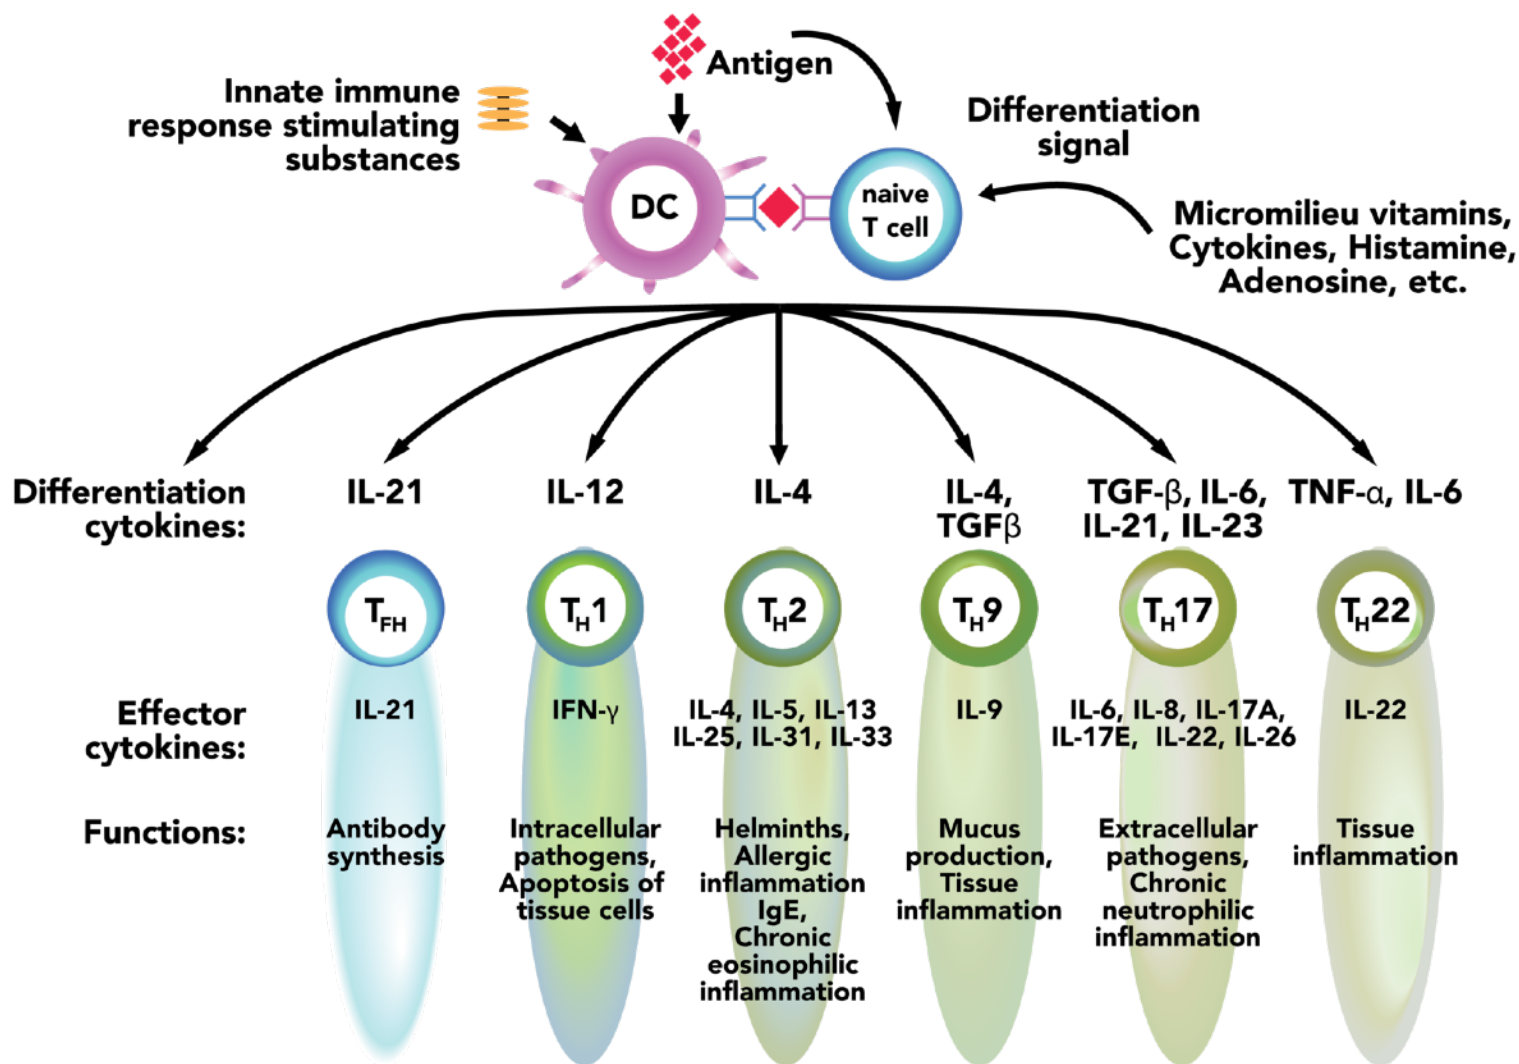 Antigen
Innate immune
response stimulating
substances
Differentiation
signal
DC
naive
T cell
Micromilieu vitamins,
Cytokines, Histamine,
Adenosine, etc.
Differentiation
cytokines:
IL-21
IL-12
IL-4
IL-4,
TGFβ
TGF-β, IL-6,
IL-21, IL-23
TNF-α, IL-6
TFH
TH1
TH2
TH9
TH17
TH22
Effector
cytokines:
IL-21
IFN-γ
IL-4, IL-5, IL-13
IL-25, IL-31, IL-33
IL-9
IL-6, IL-8, IL-17A,
IL-17E, IL-22, IL-26
IL-22
Functions:
Antibody
synthesis
Intracellular
pathogens,
Apoptosis of
tissue cells
Helminths,
Allergic
inflammation
IgE,
Chronic
eosinophilic
inflammation
Mucus
production,
Tissue
inflammation
Extracellular
pathogens,
Chronic
neutrophilic
inflammation
Tissue
inflammation